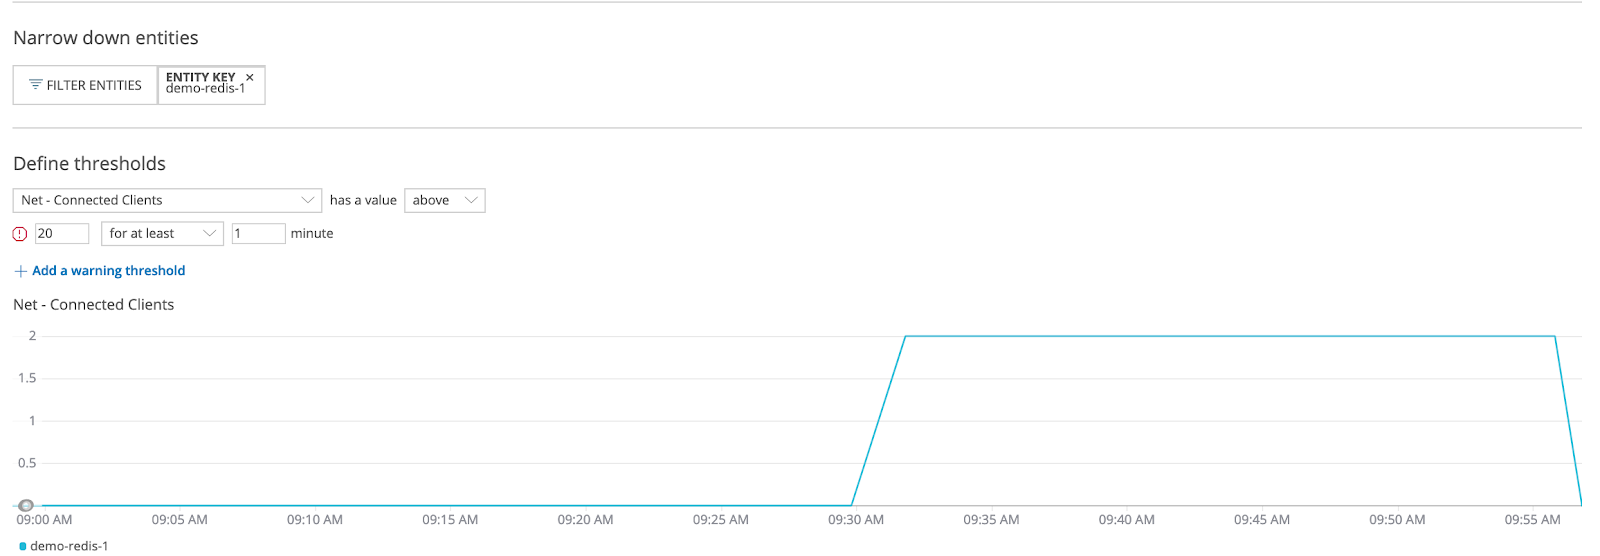 Narrow down entities
FILTER ENTITIES
ENTITY KEY ×
demo-redis-1
Define thresholds
Net - Connected Clients has a value above
20 for at least 1 minute
+ Add a warning threshold
Net - Connected Clients
2
1.5
1
0.5
09:00 AM 09:05 AM 09:10 AM 09:15 AM 09:20 AM 09:25 AM 09:30 AM 09:35 AM 09:40 AM 09:45 AM 09:50 AM 09:55 AM
demo-redis-1